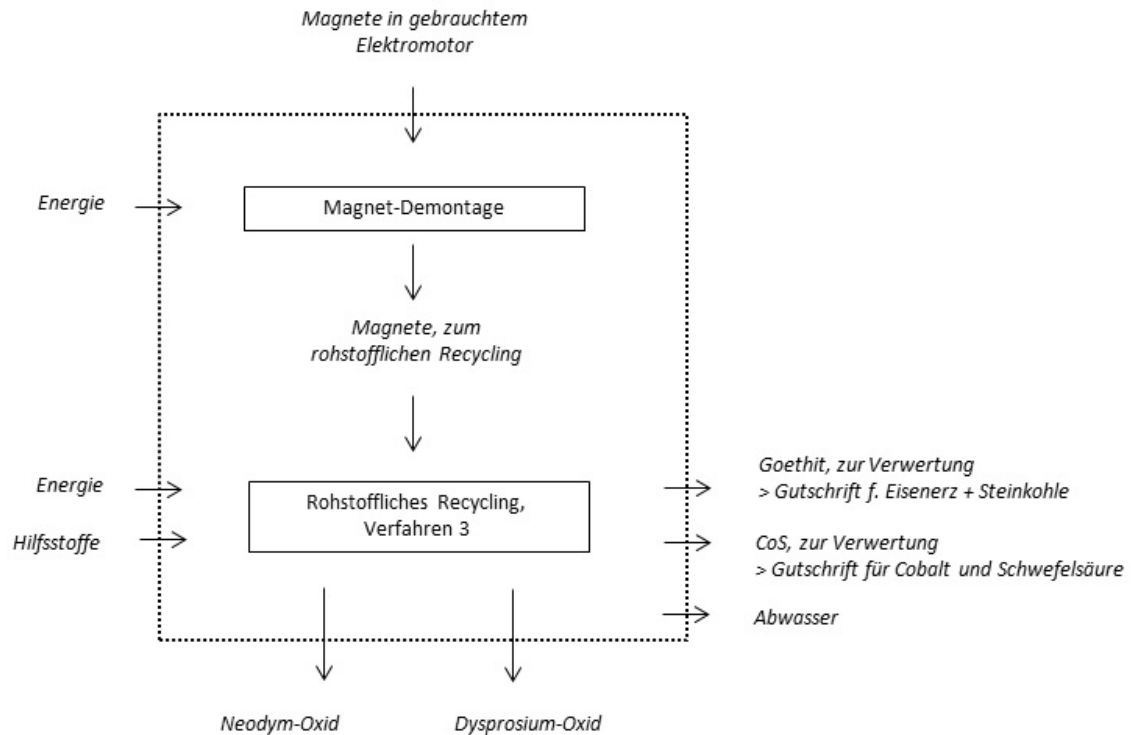 Magnete in gebrauchtem
Elektromotor
Energie
Magnet-Demontage
Magnete, zum
rohstofflichen Recycling
Energie
Hilfsstoffe
Rohstoffliches Recycling,
Verfahren 3
Goethit, zur Verwertung
> Gutschrift f. Eisenerz + Steinkohle
CoS, zur Verwertung
> Gutschrift für Cobalt und Schwefelsäure
Abwasser
Neodym-Oxid
Dysprosium-Oxid